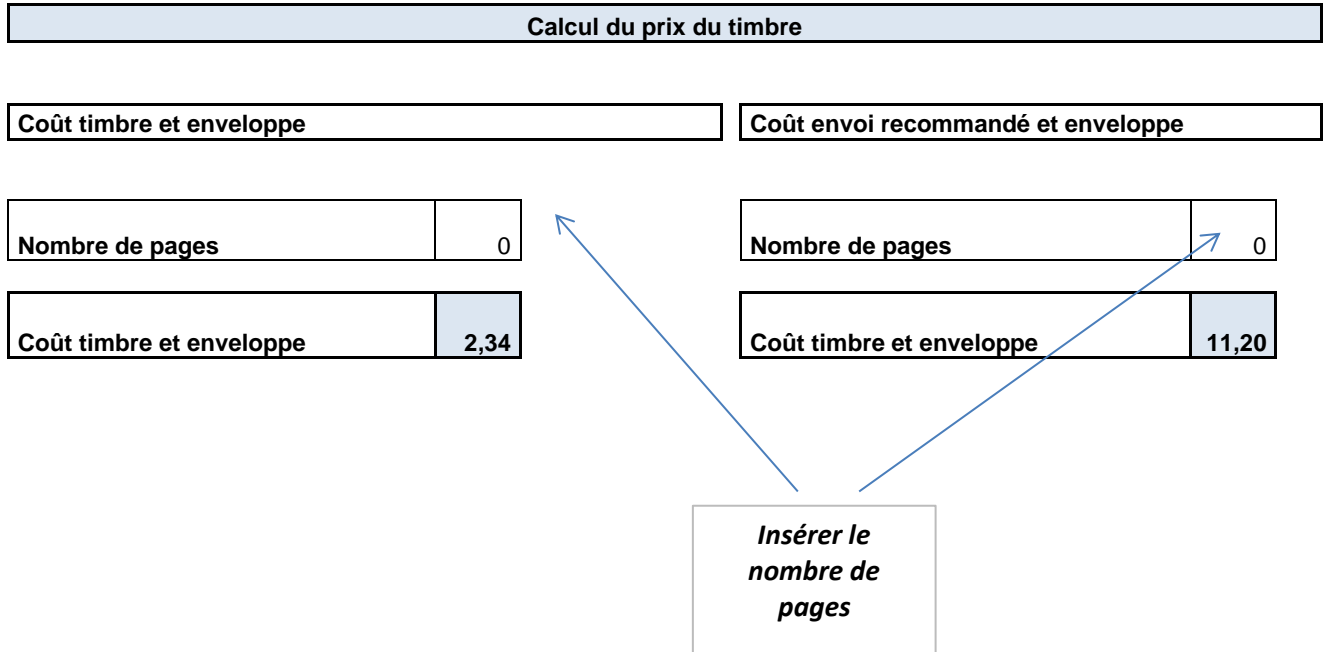 Calcul du prix du timbre
Coût timbre et enveloppe
Coût envoi recommandé et enveloppe
Nombre de pages 0
Nombre de pages 0
Coût timbre et enveloppe 2,34
Coût timbre et enveloppe 11,20
Insérer le
nombre de
pages